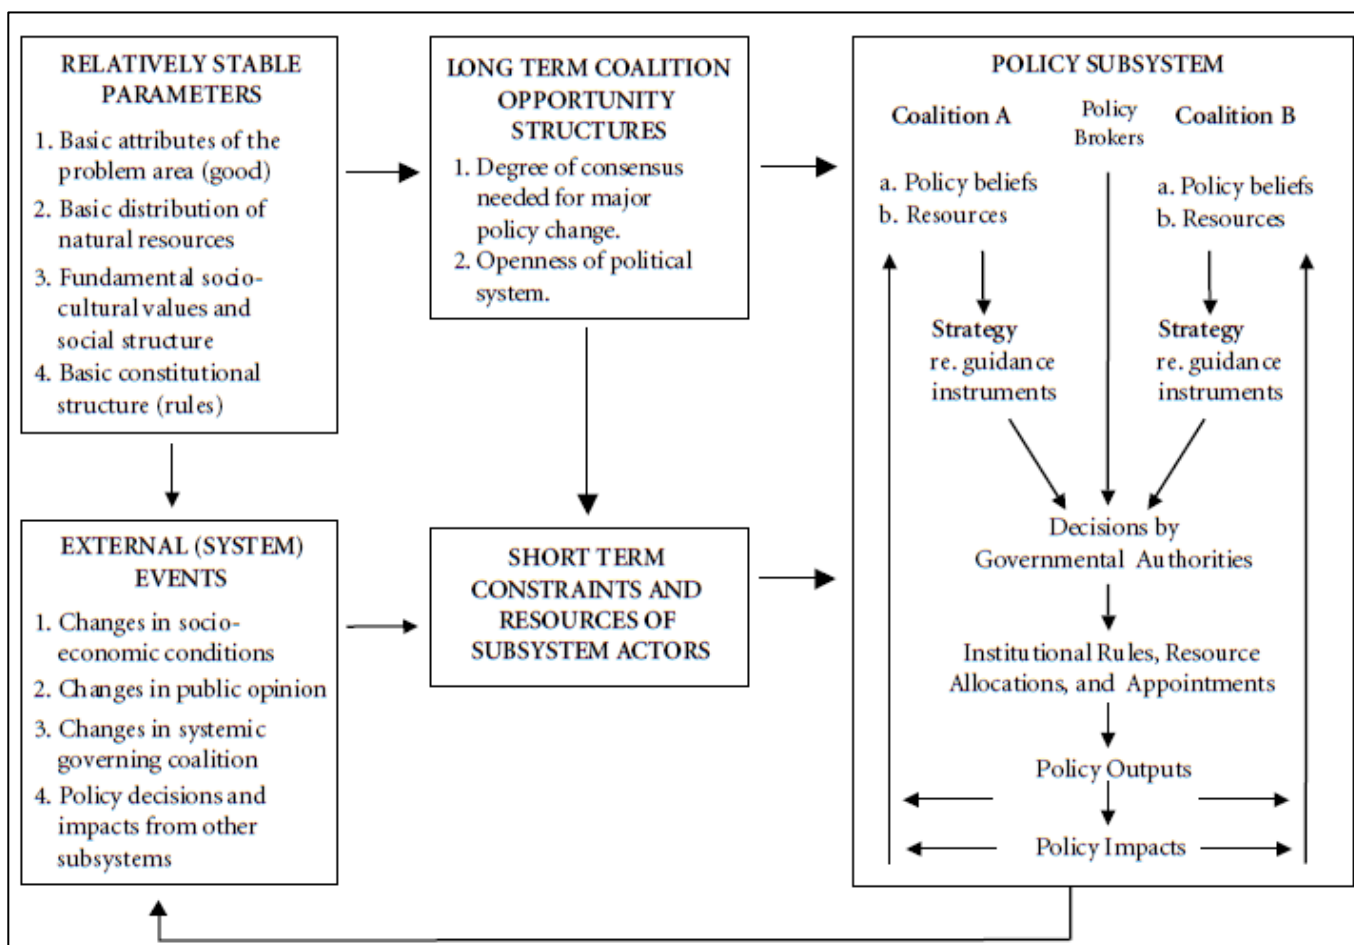 RELATIVELY STABLE
PARAMETERS
1. Basic attributes of the
problem area (good)
2. Basic distribution of
natural resources
3. Fundamental socio-
cultural values and
social structure
4. Basic constitutional
structure (rules)
LONG TERM COALITION
OPPORTUNITY
STRUCTURES
1. Degree of consensus
needed for major
policy change.
2. Openness of political
system.
POLICY SUBSYSTEM
Coalition A
a. Policy beliefs
b. Resources
Strategy
re. guidance
instruments
Policy
Brokers
Coalition B
a. Policy beliefs
b. Resources
Strategy
re. guidance
instruments
Decisions by
Governmental Authorities
Institutional Rules, Resource
Allocations, and Appointments
Policy Outputs
Policy Impacts
EXTERNAL (SYSTEM)
EVENTS
1. Changes in socio-
economic conditions
2. Changes in public opinion
3. Changes in systemic
governing coalition
4. Policy decisions and
impacts from other
subsystems
SHORT TERM
CONSTRAINTS AND
RESOURCES OF
SUBSYSTEM ACTORS